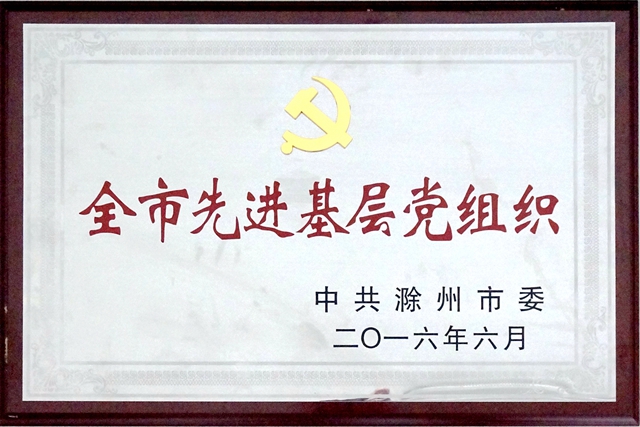 全市先进基层党组织
中共滁州市委
二〇一六年六月